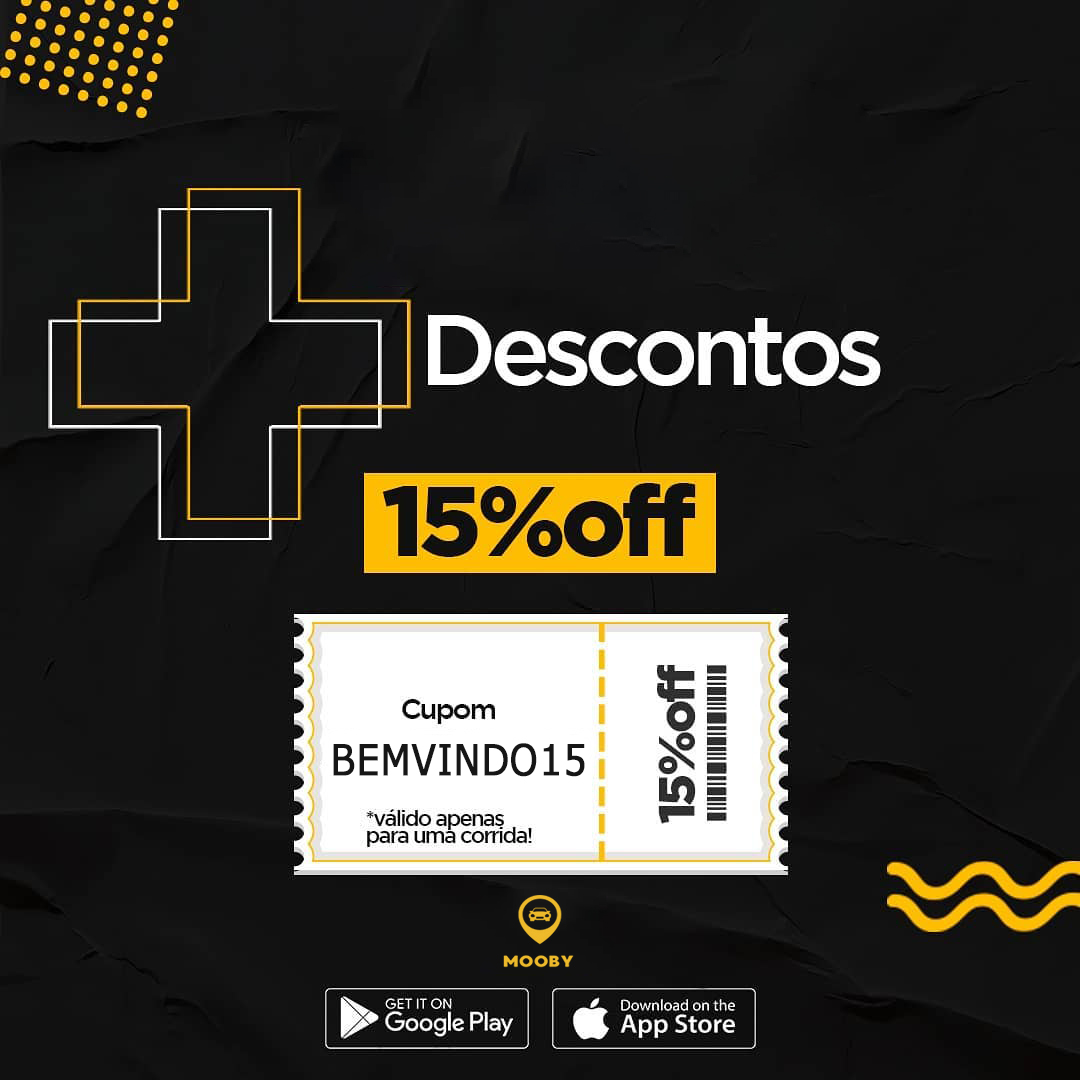 Descontos
15%off
Cupom
BEMVINDO15
*válido apenas
para uma corrida!
15%off
MOOBY
GET IT ON
Google Play
Download on the
App Store